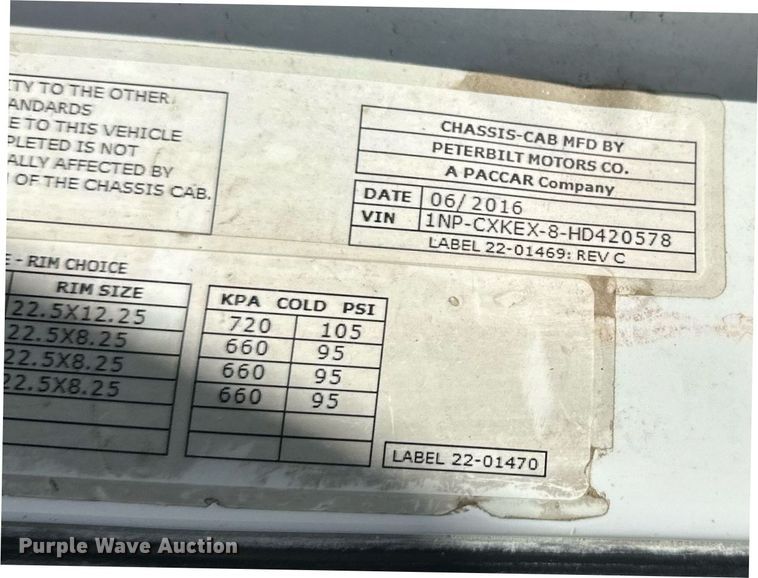 TY TO THE OTHER
ANDARDS
E TO THIS VEHICLE
PLETED IS NOT
ALLY AFFECTED BY
OF THE CHASSIS CAB.
CHASSIS-CAB MFD BY
PETERBILT MOTORS CO.
A PACCAR Company
DATE 06/2016
VIN 1NP-CXKEX-8-HD420578
LABEL 22-01469: REV C
E - RIM CHOICE
RIM SIZE
22.5X12.25
22.5X8.25
22.5X8.25
22.5X8.25
KPA COLD PSI
720 105
660 95
660 95
660 95
LABEL 22-01470
Purple Wave Auction